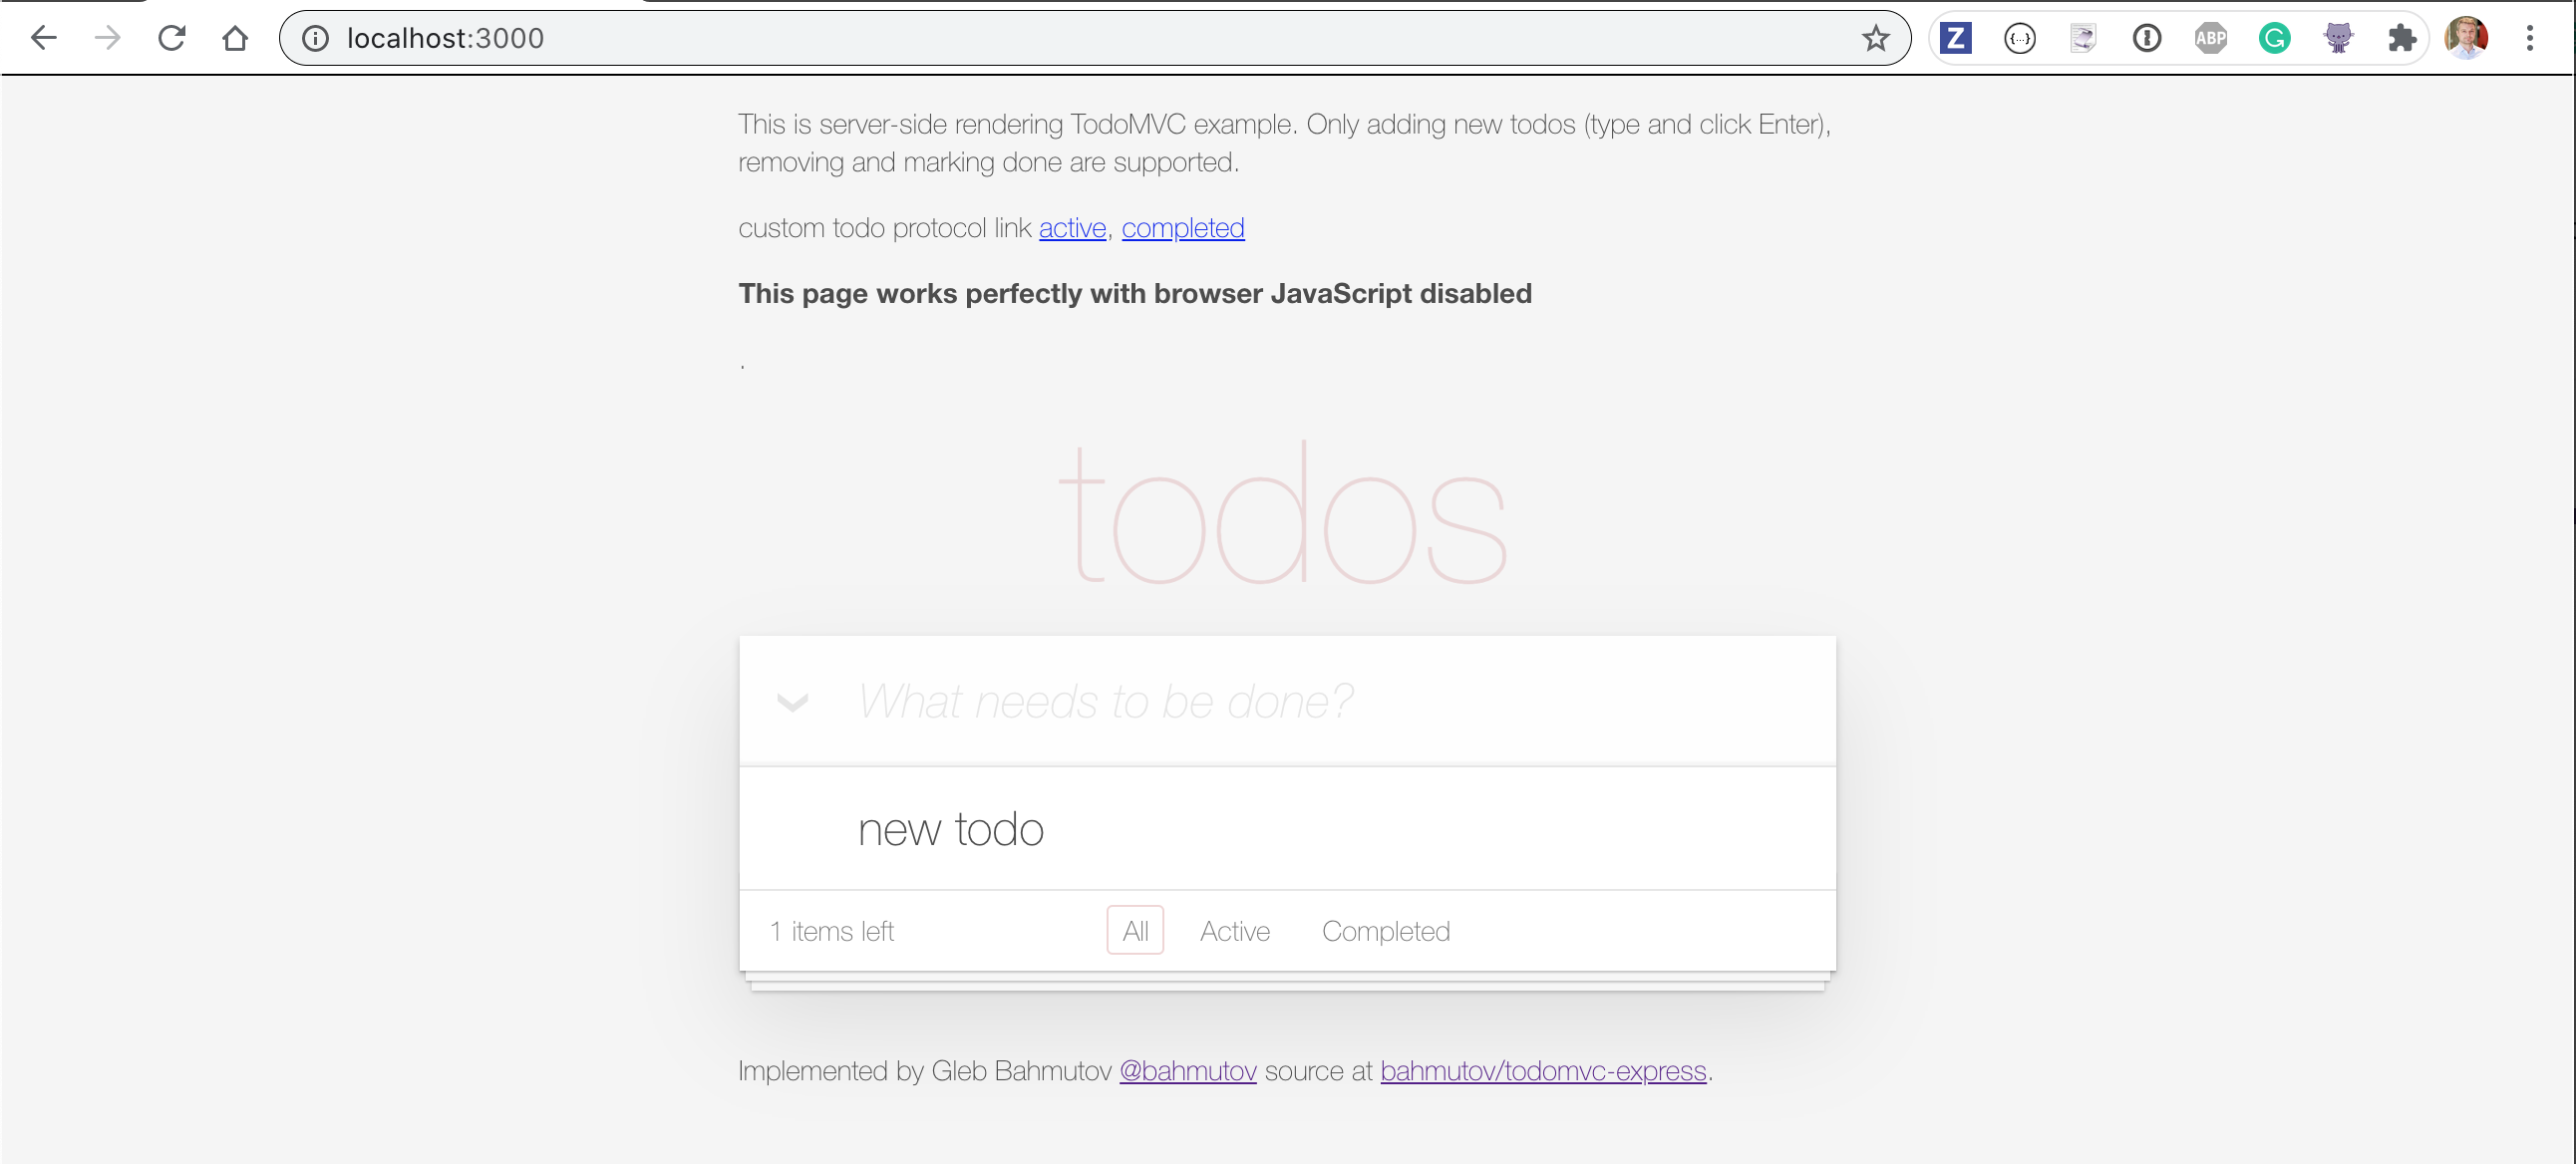 localhost:3000
Z
{...}
ABP
G
This is server-side rendering TodoMVC example. Only adding new todos (type and click Enter),
removing and marking done are supported.
custom todo protocol link active, completed
This page works perfectly with browser JavaScript disabled
.
todos
What needs to be done?
new todo
1 items left
All
Active
Completed
Implemented by Gleb Bahmutov @bahmutov source at bahmutov/todomvc-express.